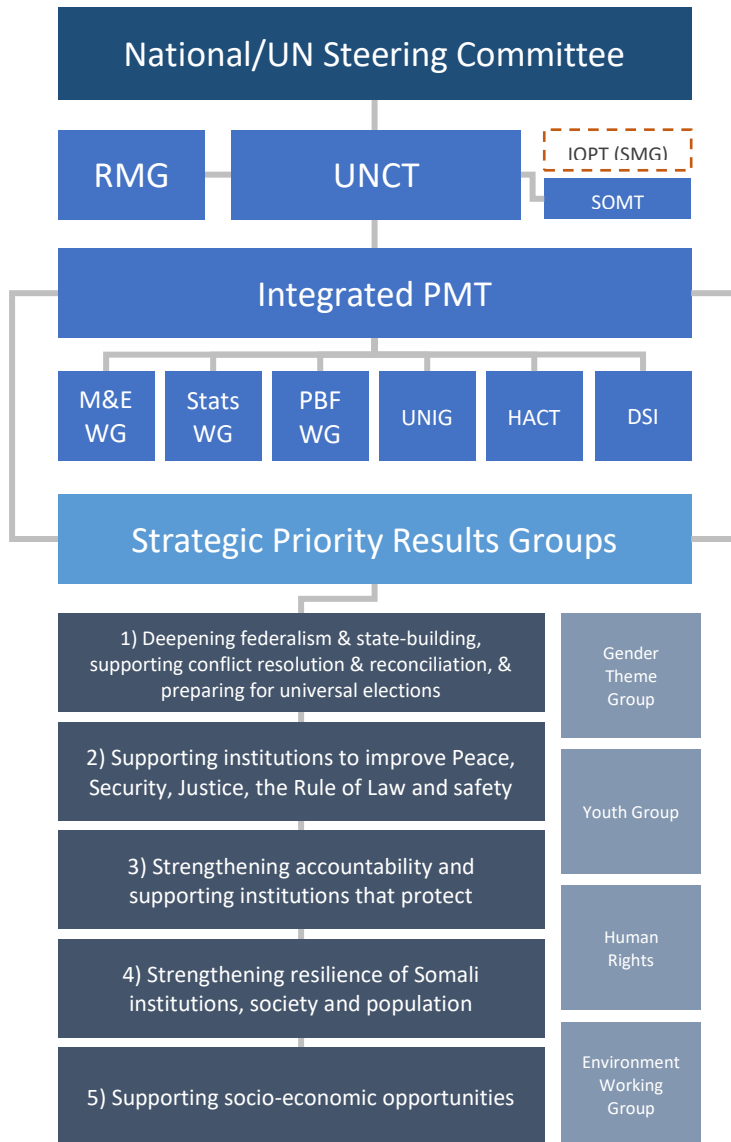 National/UN Steering Committee
RMG
UNCT
IOPT (SMG)
SOMT
Integrated PMT
M&E
WG
Stats
WG
PBF
WG
UNIG
HACT
DSI
Strategic Priority Results Groups
1) Deepening federalism & state-building,
supporting conflict resolution & reconciliation, &
preparing for universal elections
2) Supporting institutions to improve Peace,
Security, Justice, the Rule of Law and safety
3) Strengthening accountability and
supporting institutions that protect
4) Strengthening resilience of Somali
institutions, society and population
5) Supporting socio-economic opportunities
Gender
Theme
Group
Youth Group
Human
Rights
Environment
Working
Group